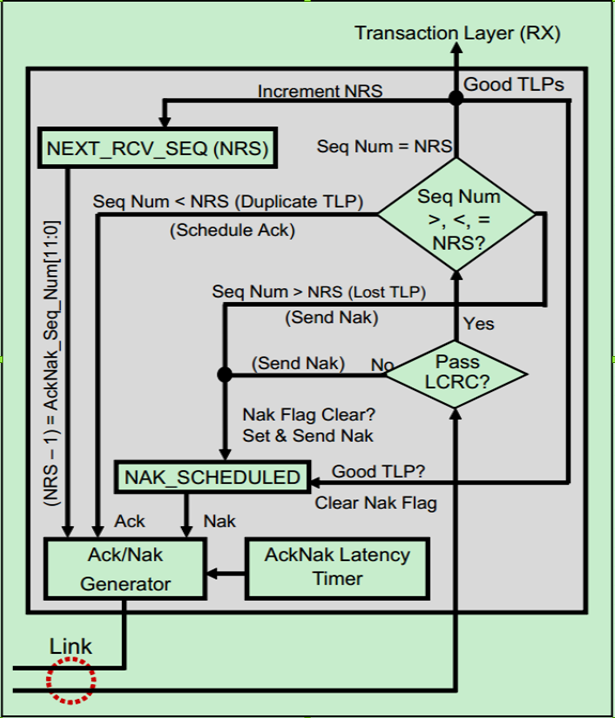 Transaction Layer (RX)
Good TLPs
Increment NRS
NEXT_RCV_SEQ (NRS)
Seq Num = NRS
Seq Num < NRS (Duplicate TLP)
(Schedule Ack)
Seq Num
>, <, =
NRS?
Seq Num > NRS (Lost TLP)
(Send Nak)
Yes
(Send Nak)
No
Pass
LCRC?
Nak Flag Clear?
Set & Send Nak
(NRS – 1) = AckNak_Seq_Num[11:0]
NAK_SCHEDULED
Good TLP?
Clear Nak Flag
Ack
Nak
Ack/Nak
Generator
AckNak Latency
Timer
Link